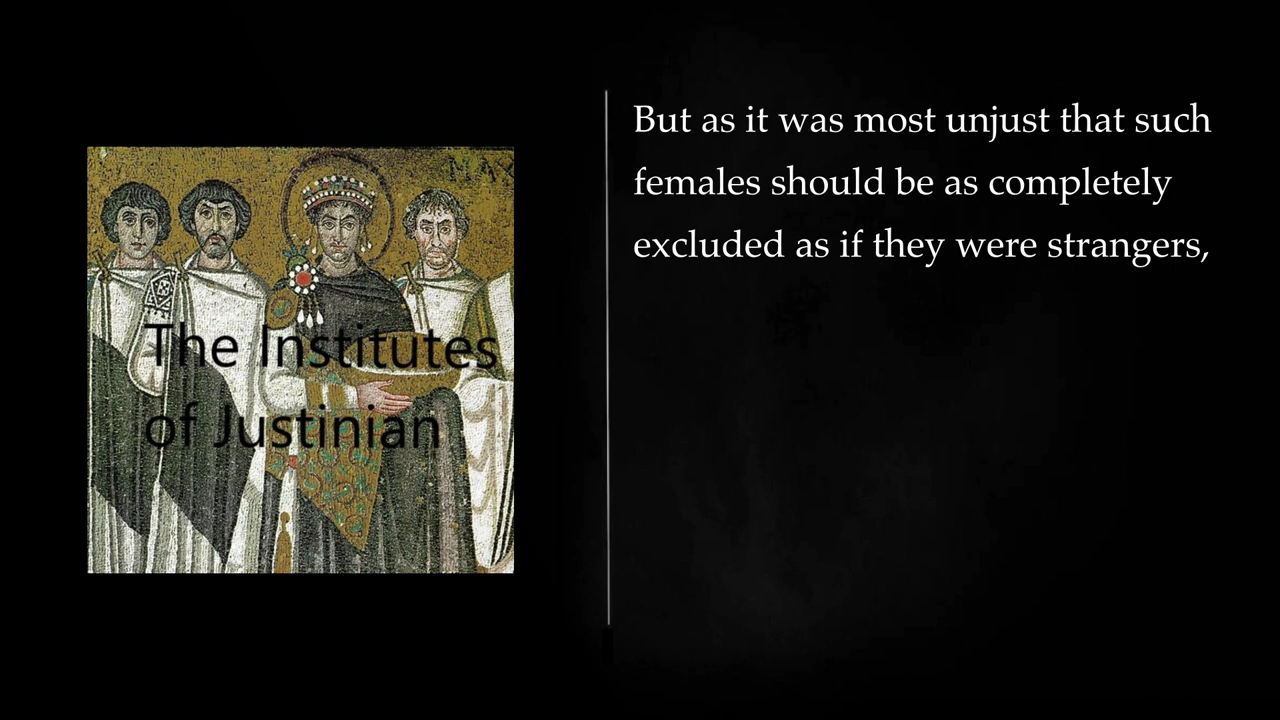 MAX
The Institutes
of Justinian
But as it was most unjust that such
females should be as completely
excluded as if they were strangers,